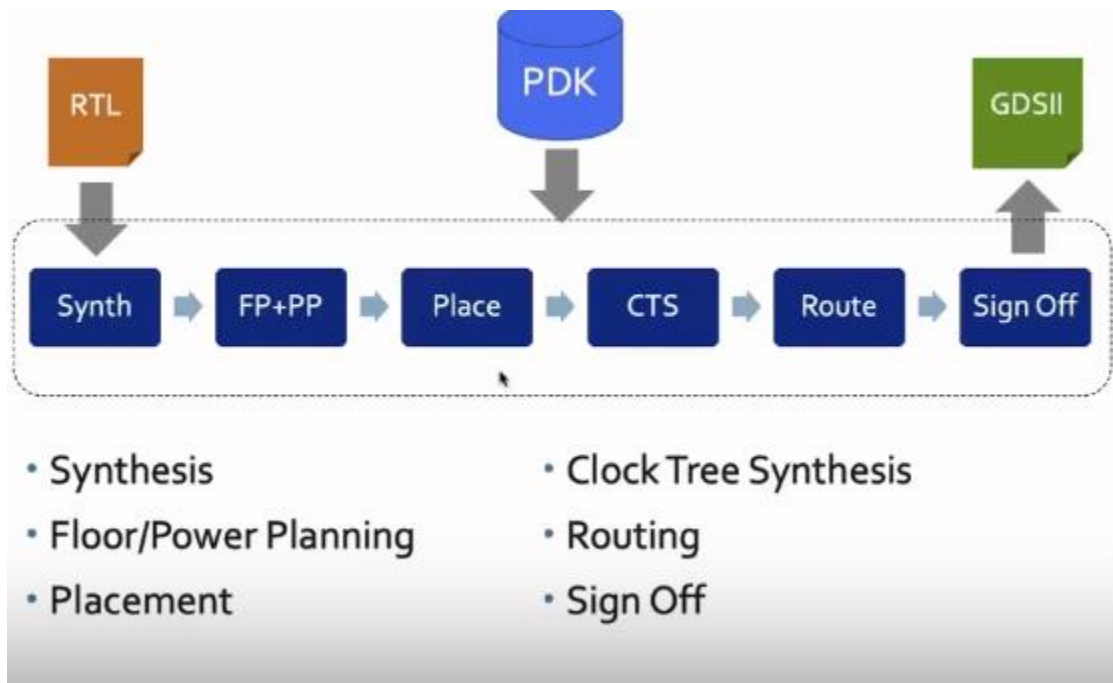 RTL
PDK
GDSII
Synth
FP+PP
Place
CTS
Route
Sign Off
• Synthesis
• Floor/Power Planning
• Placement
• Clock Tree Synthesis
• Routing
• Sign Off